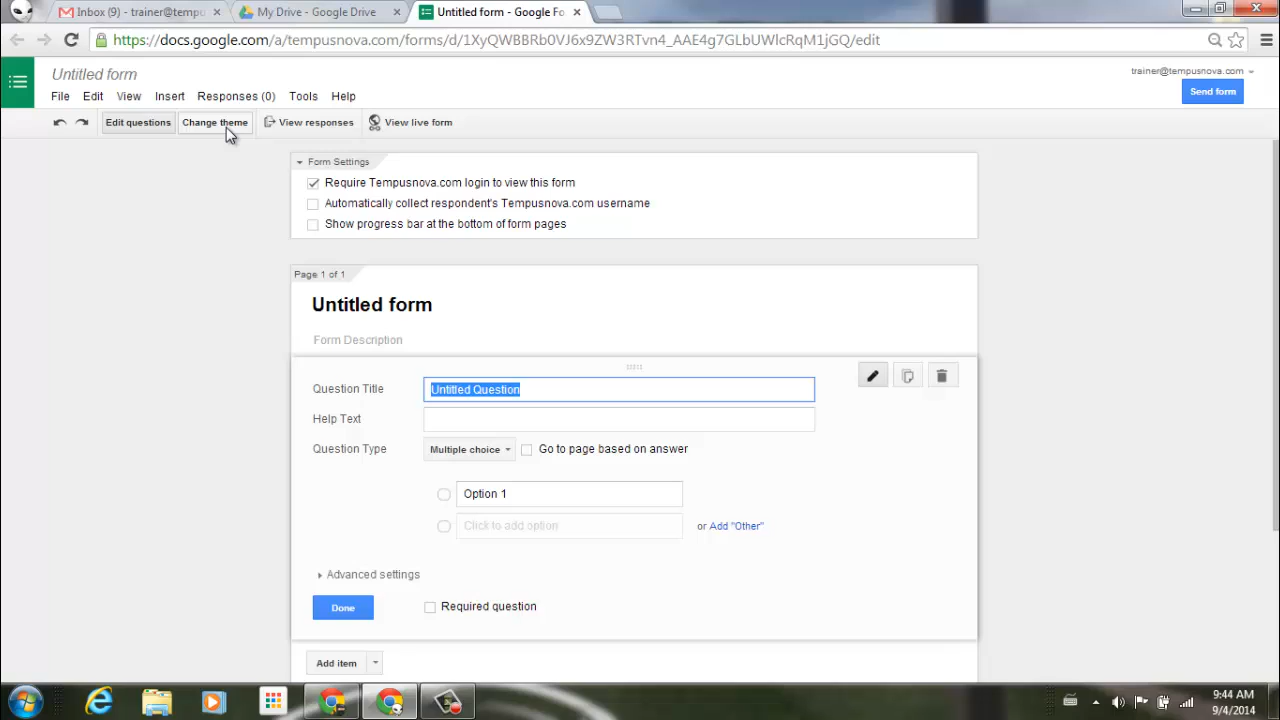 Inbox (9) - trainer@tempu
My Drive - Google Drive
Untitled form - Google Fo
https://docs.google.com/a/tempusnova.com/forms/d/1XyQWBBRb0VJ6x9ZW3RTvn4_AAE4g7GLbUWlcRqM1jGQ/edit
Untitled form
trainer@tempusnova.com
File Edit View Insert Responses (0) Tools Help
Send form
Edit questions Change theme View responses View live form
Form Settings
Require Tempusnova.com login to view this form
Automatically collect respondent's Tempusnova.com username
Show progress bar at the bottom of form pages
Page 1 of 1
Untitled form
Form Description
Question Title Untitled Question
Help Text
Question Type Multiple choice Go to page based on answer
Option 1
Click to add option or Add "Other"
Advanced settings
Done Required question
Add item
9:44 AM
9/4/2014